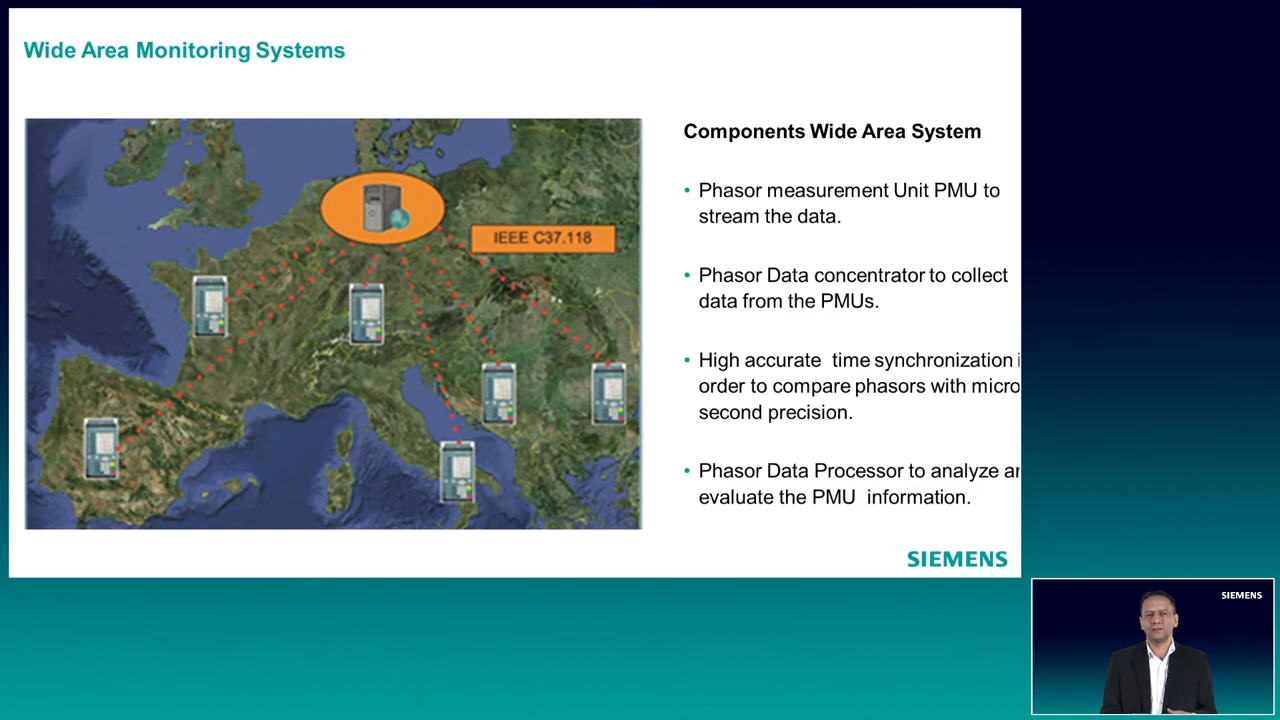 Wide Area Monitoring Systems
IEEE C37.118
Components Wide Area System
• Phasor measurement Unit PMU to
stream the data.
• Phasor Data concentrator to collect
data from the PMUs.
• High accurate time synchronization
order to compare phasors with micro
second precision.
• Phasor Data Processor to analyze
evaluate the PMU information.
SIEMENS
SIEMENS